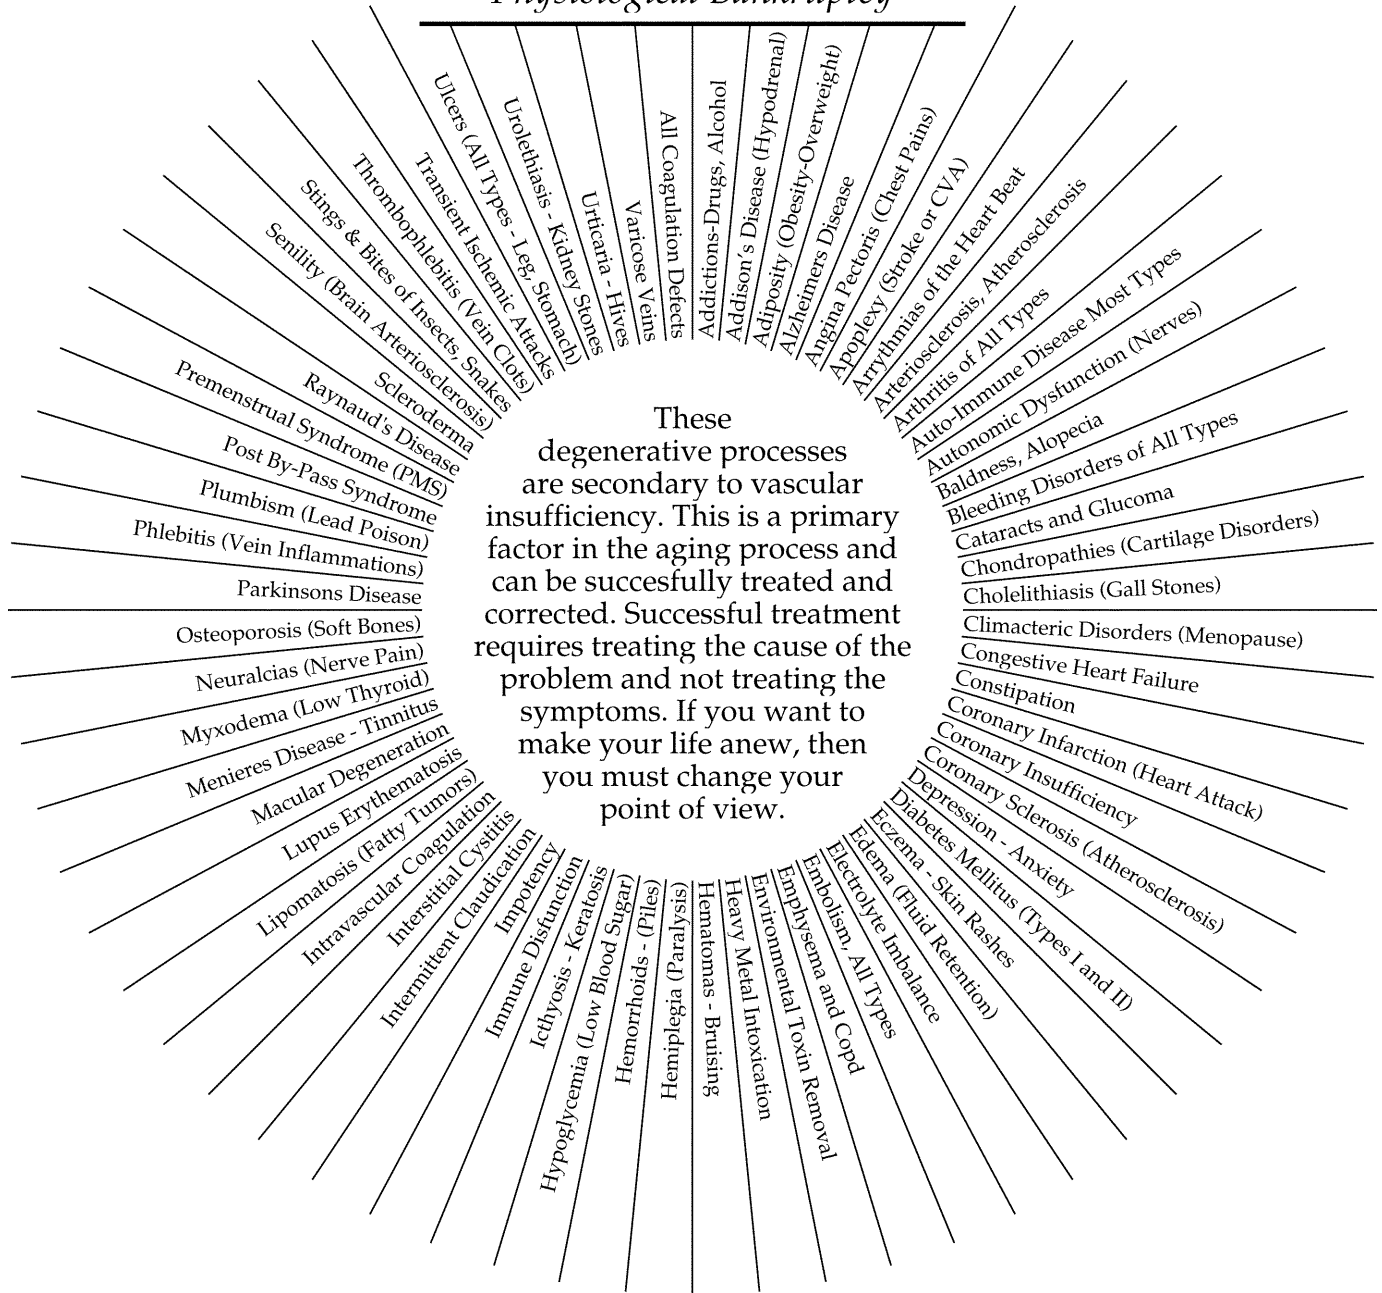 Physiological Bankruptcy
Addictions-Drugs, Alcohol
Addison's Disease (Hypodrenal)
Adiposity (Obesity-Overweight)
Alzheimers Disease
Angina Pectoris (Chest Pains)
Apoplexy (Stroke or CVA)
Arrythmias of the Heart Beat
Arteriosclerosis, Atherosclerosis
Arthritis of All Types
Auto-Immune Disease Most Types
Autonomic Dysfunction (Nerves)
Baldness, Alopecia
Bleeding Disorders of All Types
Cataracts and Glucoma
Chondropathies (Cartilage Disorders)
Cholelithiasis (Gall Stones)
Climacteric Disorders (Menopause)
Congestive Heart Failure
Constipation
Coronary Infarction (Heart Attack)
Coronary Insufficiency
Coronary Sclerosis (Atherosclerosis)
Depression - Anxiety
Diabetes Mellitus (Types I and II)
Eczema - Skin Rashes
Edema (Fluid Retention)
Electrolyte Imbalance
Embolism, All Types
Emphysema and Copd
Environmental Toxin Removal
Heavy Metal Intoxication
Hematomas - Bruising
Hemiplegia (Paralysis)
Hemorrhoids - (Piles)
Hypoglycemia (Low Blood Sugar)
Icthyosis - Keratosis
Immune Disfunction
Impotency
Intermittent Claudication
Interstitial Cystitis
Intravascular Coagulation
Lipomatosis (Fatty Tumors)
Lupus Erythematosis
Macular Degeneration
Menieres Disease - Tinnitus
Myxodema (Low Thyroid)
Neuralcias (Nerve Pain)
Osteoporosis (Soft Bones)
Parkinsons Disease
Phlebitis (Vein Inflammations)
Plumbism (Lead Poison)
Post By-Pass Syndrome
Premenstrual Syndrome (PMS)
Raynaud's Disease
Scleroderma
Senility (Brain Arteriosclerosis)
Stings & Bites of Insects, Snakes
Thrombophlebitis (Vein Clots)
Transient Ischemic Attacks
Ulcers (All Types - Leg, Stomach)
Urolethiasis - Kidney Stones
Urticaria - Hives
Varicose Veins
All Coagulation Defects
These
degenerative processes
are secondary to vascular
insufficiency. This is a primary
factor in the aging process and
can be succesfully treated and
corrected. Successful treatment
requires treating the cause of the
problem and not treating the
symptoms. If you want to
make your life anew, then
you must change your
point of view.